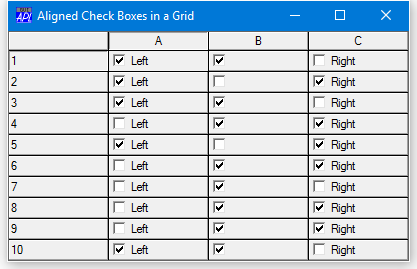 APL Aligned Check Boxes in a Grid
A B C
1 Left Right
2 Left Right
3 Left Right
4 Left Right
5 Left Right
6 Left Right
7 Left Right
8 Left Right
9 Left Right
10 Left Right